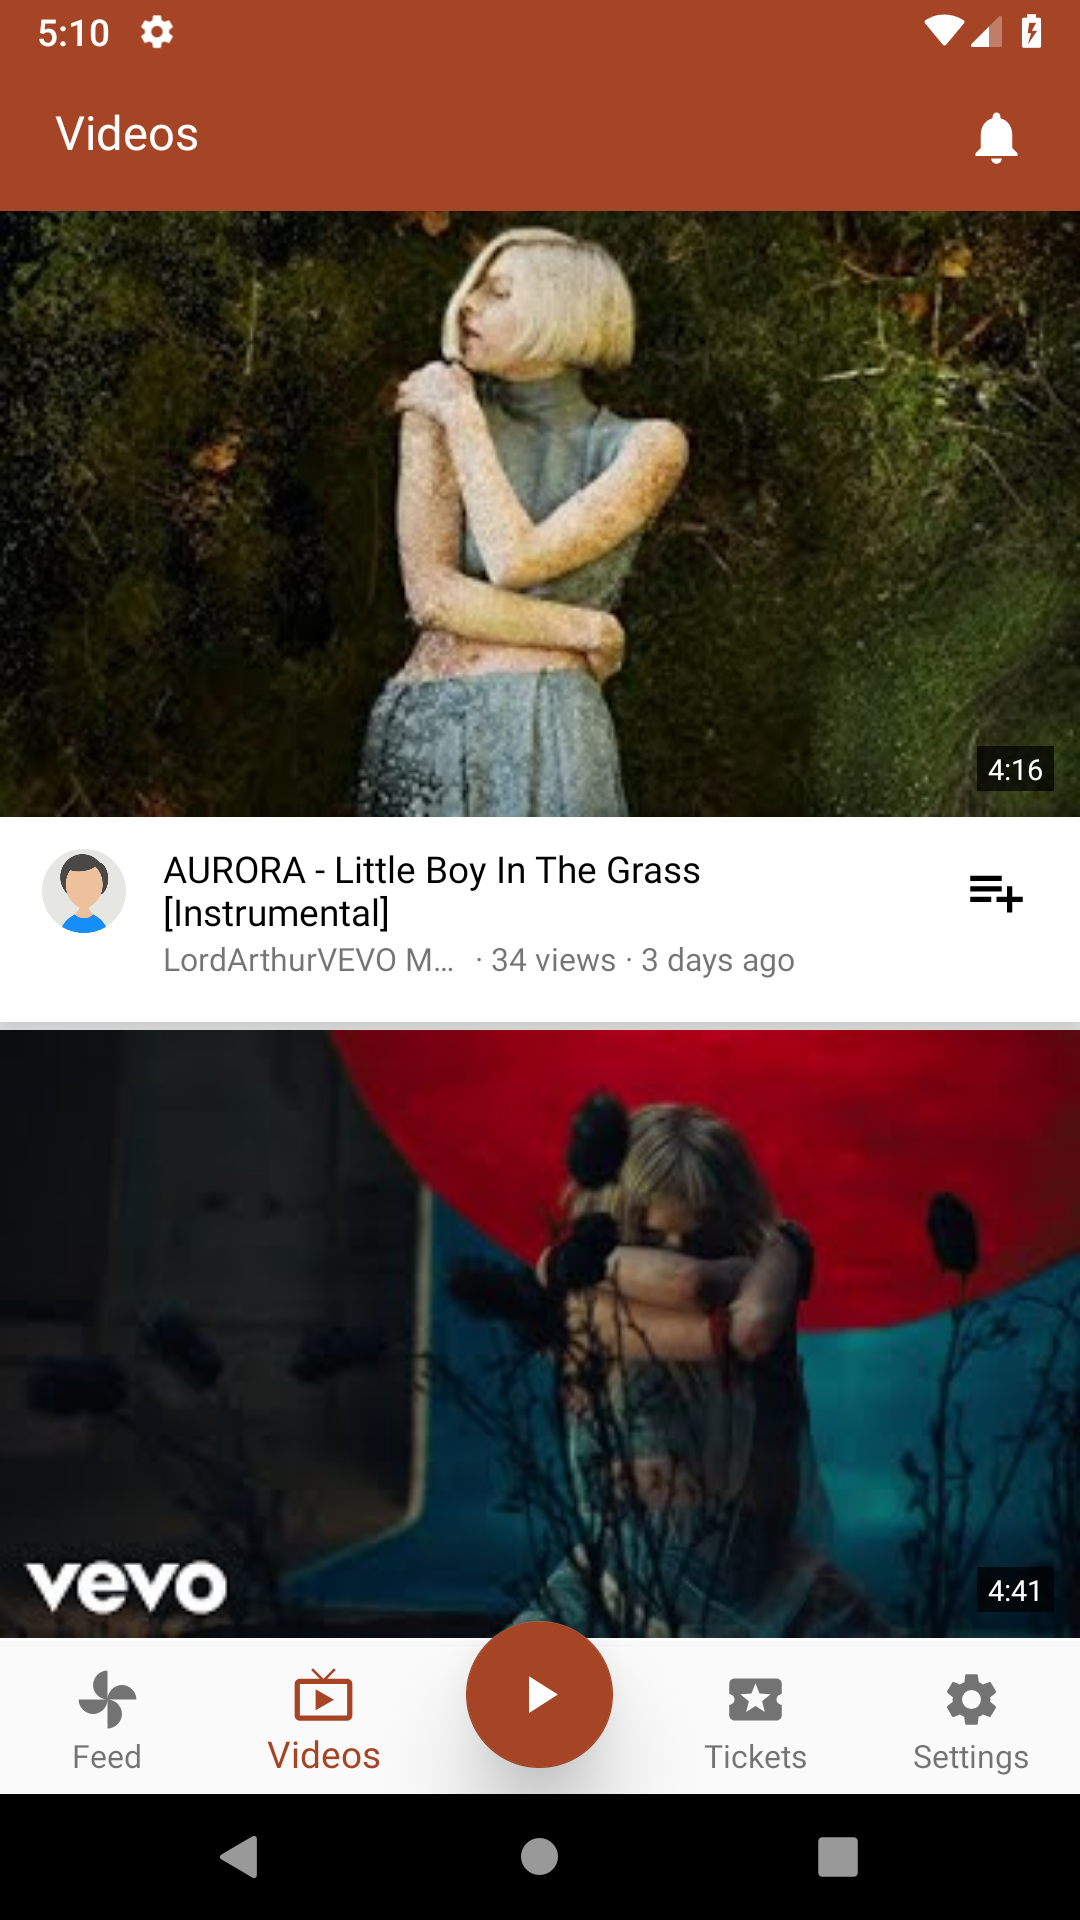 5:10
Videos
4:16
AURORA - Little Boy In The Grass
[Instrumental]
LordArthurVEVO M... · 34 views · 3 days ago
vevo
4:41
Feed
Videos
Tickets
Settings